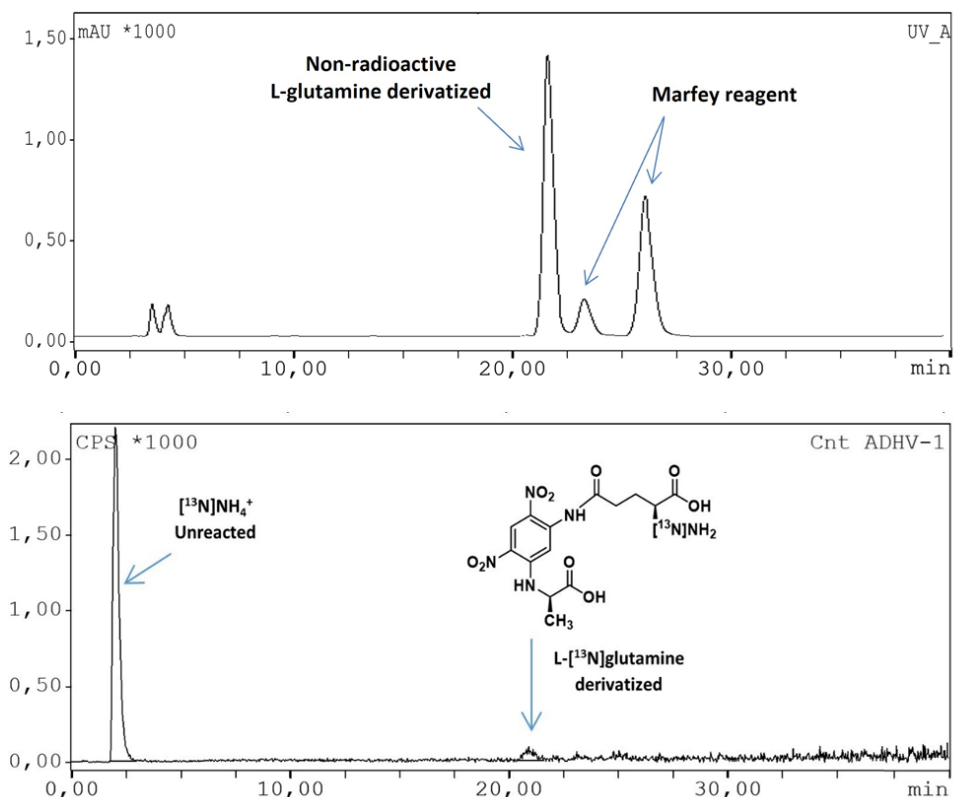 1,50
mAU *1000
UV_A
Non-radioactive
L-glutamine derivatized
Marfey reagent
1,00
0,50
0,00
0,00
10,00
20,00
30,00
min
CPS *1000
Cnt ADHV-1
2,00
[¹³N]NH₄⁺
Unreacted
1,50
1,00
0,50
0,00
NO₂
O
O
NH
OH
[¹³N]NH₂
O₂N
O
HN
OH
CH₃
L-[¹³N]glutamine
derivatized
0,00
10,00
20,00
30,00
min